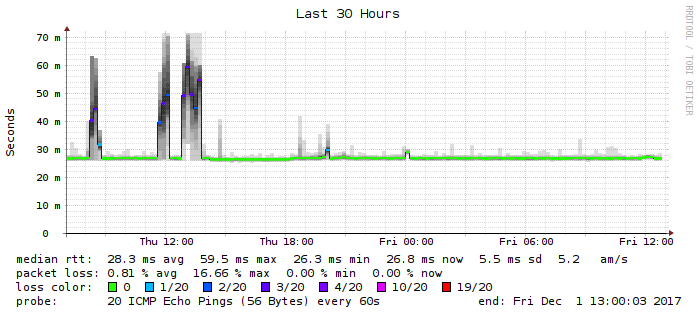 Last 30 Hours
RRDTOOL / TOBI OETIKER
Seconds
70 m
60 m
50 m
40 m
30 m
20 m
10 m
0
Thu 12:00 Thu 18:00 Fri 00:00 Fri 06:00 Fri 12:00
median rtt: 28.3 ms avg 59.5 ms max 26.3 ms min 26.8 ms now 5.5 ms sd 5.2 am/s
packet loss: 0.81 % avg 16.66 % max 0.00 % min 0.00 % now
loss color: 0 1/20 2/20 3/20 4/20 10/20 19/20
probe: 20 ICMP Echo Pings (56 Bytes) every 60s end: Fri Dec 1 13:00:03 2017